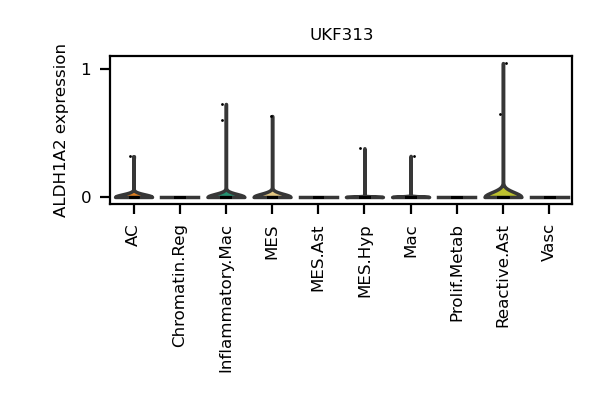 UKF313
ALDH1A2 expression
1
0
AC
Chromatin.Reg
Inflammatory.Mac
MES
MES.Ast
MES.Hyp
Mac
Prolif.Metab
Reactive.Ast
Vasc